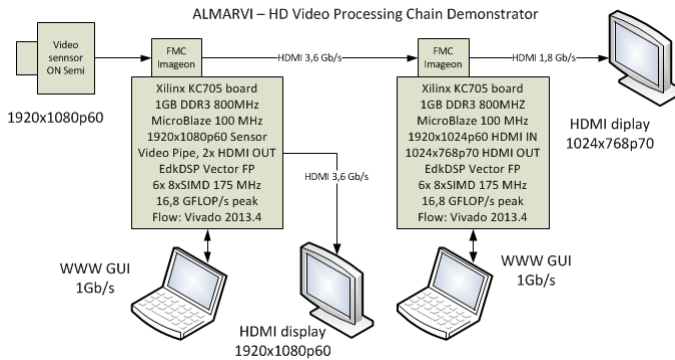 ALMARVI – HD Video Processing Chain Demonstrator
Video
sennsor
ON Semi
1920x1080p60
FMC
Imageon
HDMI 3,6 Gb/s
FMC
Imageon
HDMI 1,8 Gb/s
HDMI diplay
1024x768p70
Xilinx KC705 board
1GB DDR3 800MHz
MicroBlaze 100 MHz
1920x1080p60 Sensor
Video Pipe, 2x HDMI OUT
EdkDSP Vector FP
6x 8xSIMD 175 MHz
16,8 GFLOP/s peak
Flow: Vivado 2013.4
HDMI 3,6 Gb/s
Xilinx KC705 board
1GB DDR3 800MHZ
MicroBlaze 100 MHz
1920x1024p60 HDMI IN
1024x768p70 HDMI OUT
EdkDSP Vector FP
6x 8xSIMD 175 MHz
16,8 GFLOP/s peak
Flow: Vivado 2013.4
WWW GUI
1Gb/s
HDMI display
1920x1080p60
WWW GUI
1Gb/s